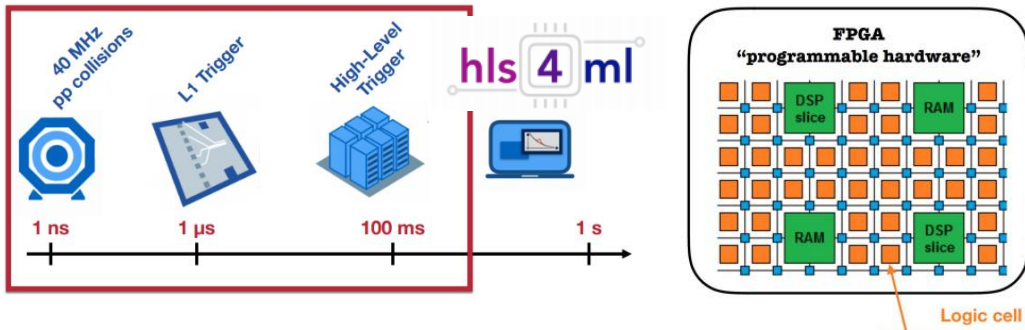 40 MHz
pp collisions
L1 Trigger
High-Level
Trigger
hls 4 ml
1 ns
1 µs
100 ms
1 s
FPGA
“programmable hardware”
DSP
slice
RAM
RAM
DSP
slice
Logic cell